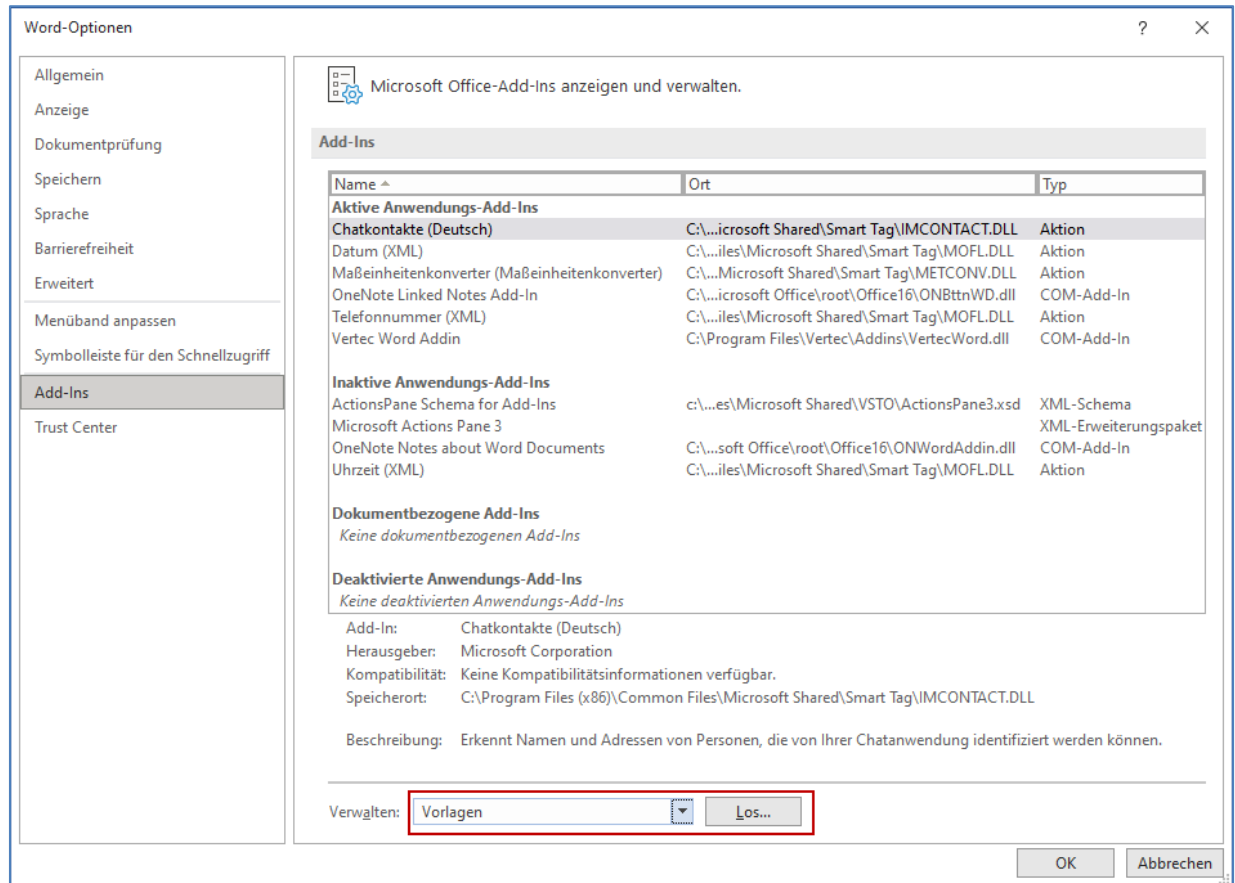 Word-Optionen ?
Allgemein
Anzeige
Dokumentprüfung
Speichern
Sprache
Barrierefreiheit
Erweitert
Menüband anpassen
Symbolleiste für den Schnellzugriff
Add-Ins
Trust Center
Microsoft Office-Add-Ins anzeigen und verwalten.
Add-Ins
Name Ort Typ
Aktive Anwendungs-Add-Ins
Chatkontakte (Deutsch) C:\...icrosoft Shared\Smart Tag\IMCONTACT.DLL Aktion
Datum (XML) C:\...iles\Microsoft Shared\Smart Tag\MOFL.DLL Aktion
Maßeinheitenkonverter (Maßeinheitenkonverter) C:\...Microsoft Shared\Smart Tag\METCONV.DLL Aktion
OneNote Linked Notes Add-In C:\...icrosoft Office\root\Office16\ONBttnWD.dll COM-Add-In
Telefonnummer (XML) C:\...iles\Microsoft Shared\Smart Tag\MOFL.DLL Aktion
Vertec Word Addin C:\Program Files\Vertec\Addins\VertecWord.dll COM-Add-In
Inaktive Anwendungs-Add-Ins
ActionsPane Schema for Add-Ins c:\...es\Microsoft Shared\VSTO\ActionsPane3.xsd XML-Schema
Microsoft Actions Pane 3 XML-Erweiterungspaket
OneNote Notes about Word Documents C:\...soft Office\root\Office16\ONWordAddin.dll COM-Add-In
Uhrzeit (XML) C:\...iles\Microsoft Shared\Smart Tag\MOFL.DLL Aktion
Dokumentbezogene Add-Ins
Keine dokumentbezogenen Add-Ins
Deaktivierte Anwendungs-Add-Ins
Keine deaktivierten Anwendungs-Add-Ins
Add-In: Chatkontakte (Deutsch)
Herausgeber: Microsoft Corporation
Kompatibilität: Keine Kompatibilitätsinformationen verfügbar.
Speicherort: C:\Program Files (x86)\Common Files\Microsoft Shared\Smart Tag\IMCONTACT.DLL
Beschreibung: Erkennt Namen und Adressen von Personen, die von Ihrer Chatanwendung identifiziert werden können.
Verwalten: Vorlagen Los...
OK Abbrechen